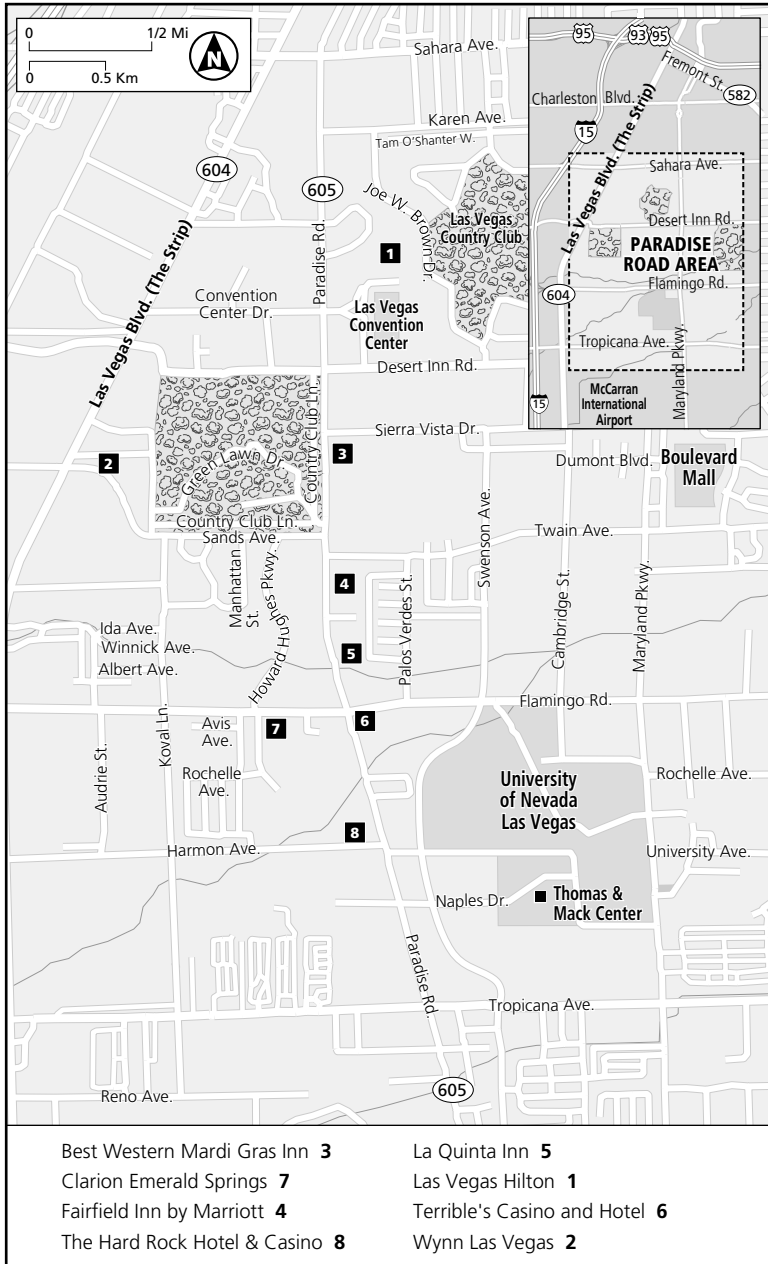 0 1/2 Mi
0 0.5 Km
N
Sahara Ave.
Karen Ave.
Tam O'Shanter W.
604
605
Joe W. Brown Dr.
Las Vegas
Country Club
Las Vegas Blvd. (The Strip)
Paradise Rd.
1
Convention
Center Dr.
Las Vegas
Convention
Center
Desert Inn Rd.
95
93
95
Fremont St.
582
Charleston Blvd.
15
Las Vegas Blvd. (The Strip)
Sahara Ave.
Desert Inn Rd.
PARADISE
ROAD AREA
Flamingo Rd.
604
Tropicana Ave.
Maryland Pkwy.
McCarran
International
Airport
15
Country Club Ln.
Sierra Vista Dr.
3
2
Green Lawn Dr.
Dumont Blvd.
Boulevard
Mall
Country Club Ln.
Sands Ave.
Twain Ave.
Swenson Ave.
Manhattan
St.
Howard Hughes Pkwy.
4
Palos Verdes St.
Cambridge St.
Maryland Pkwy.
Ida Ave.
Winnick Ave.
Albert Ave.
5
Flamingo Rd.
Koval Ln.
Audrie St.
Avis
Ave.
7
6
Rochelle
Ave.
University
of Nevada
Las Vegas
Rochelle Ave.
8
Harmon Ave.
University Ave.
Naples Dr.
Thomas &
Mack Center
Paradise Rd.
Tropicana Ave.
605
Reno Ave.
Best Western Mardi Gras Inn 3
Clarion Emerald Springs 7
Fairfield Inn by Marriott 4
The Hard Rock Hotel & Casino 8
La Quinta Inn 5
Las Vegas Hilton 1
Terrible's Casino and Hotel 6
Wynn Las Vegas 2